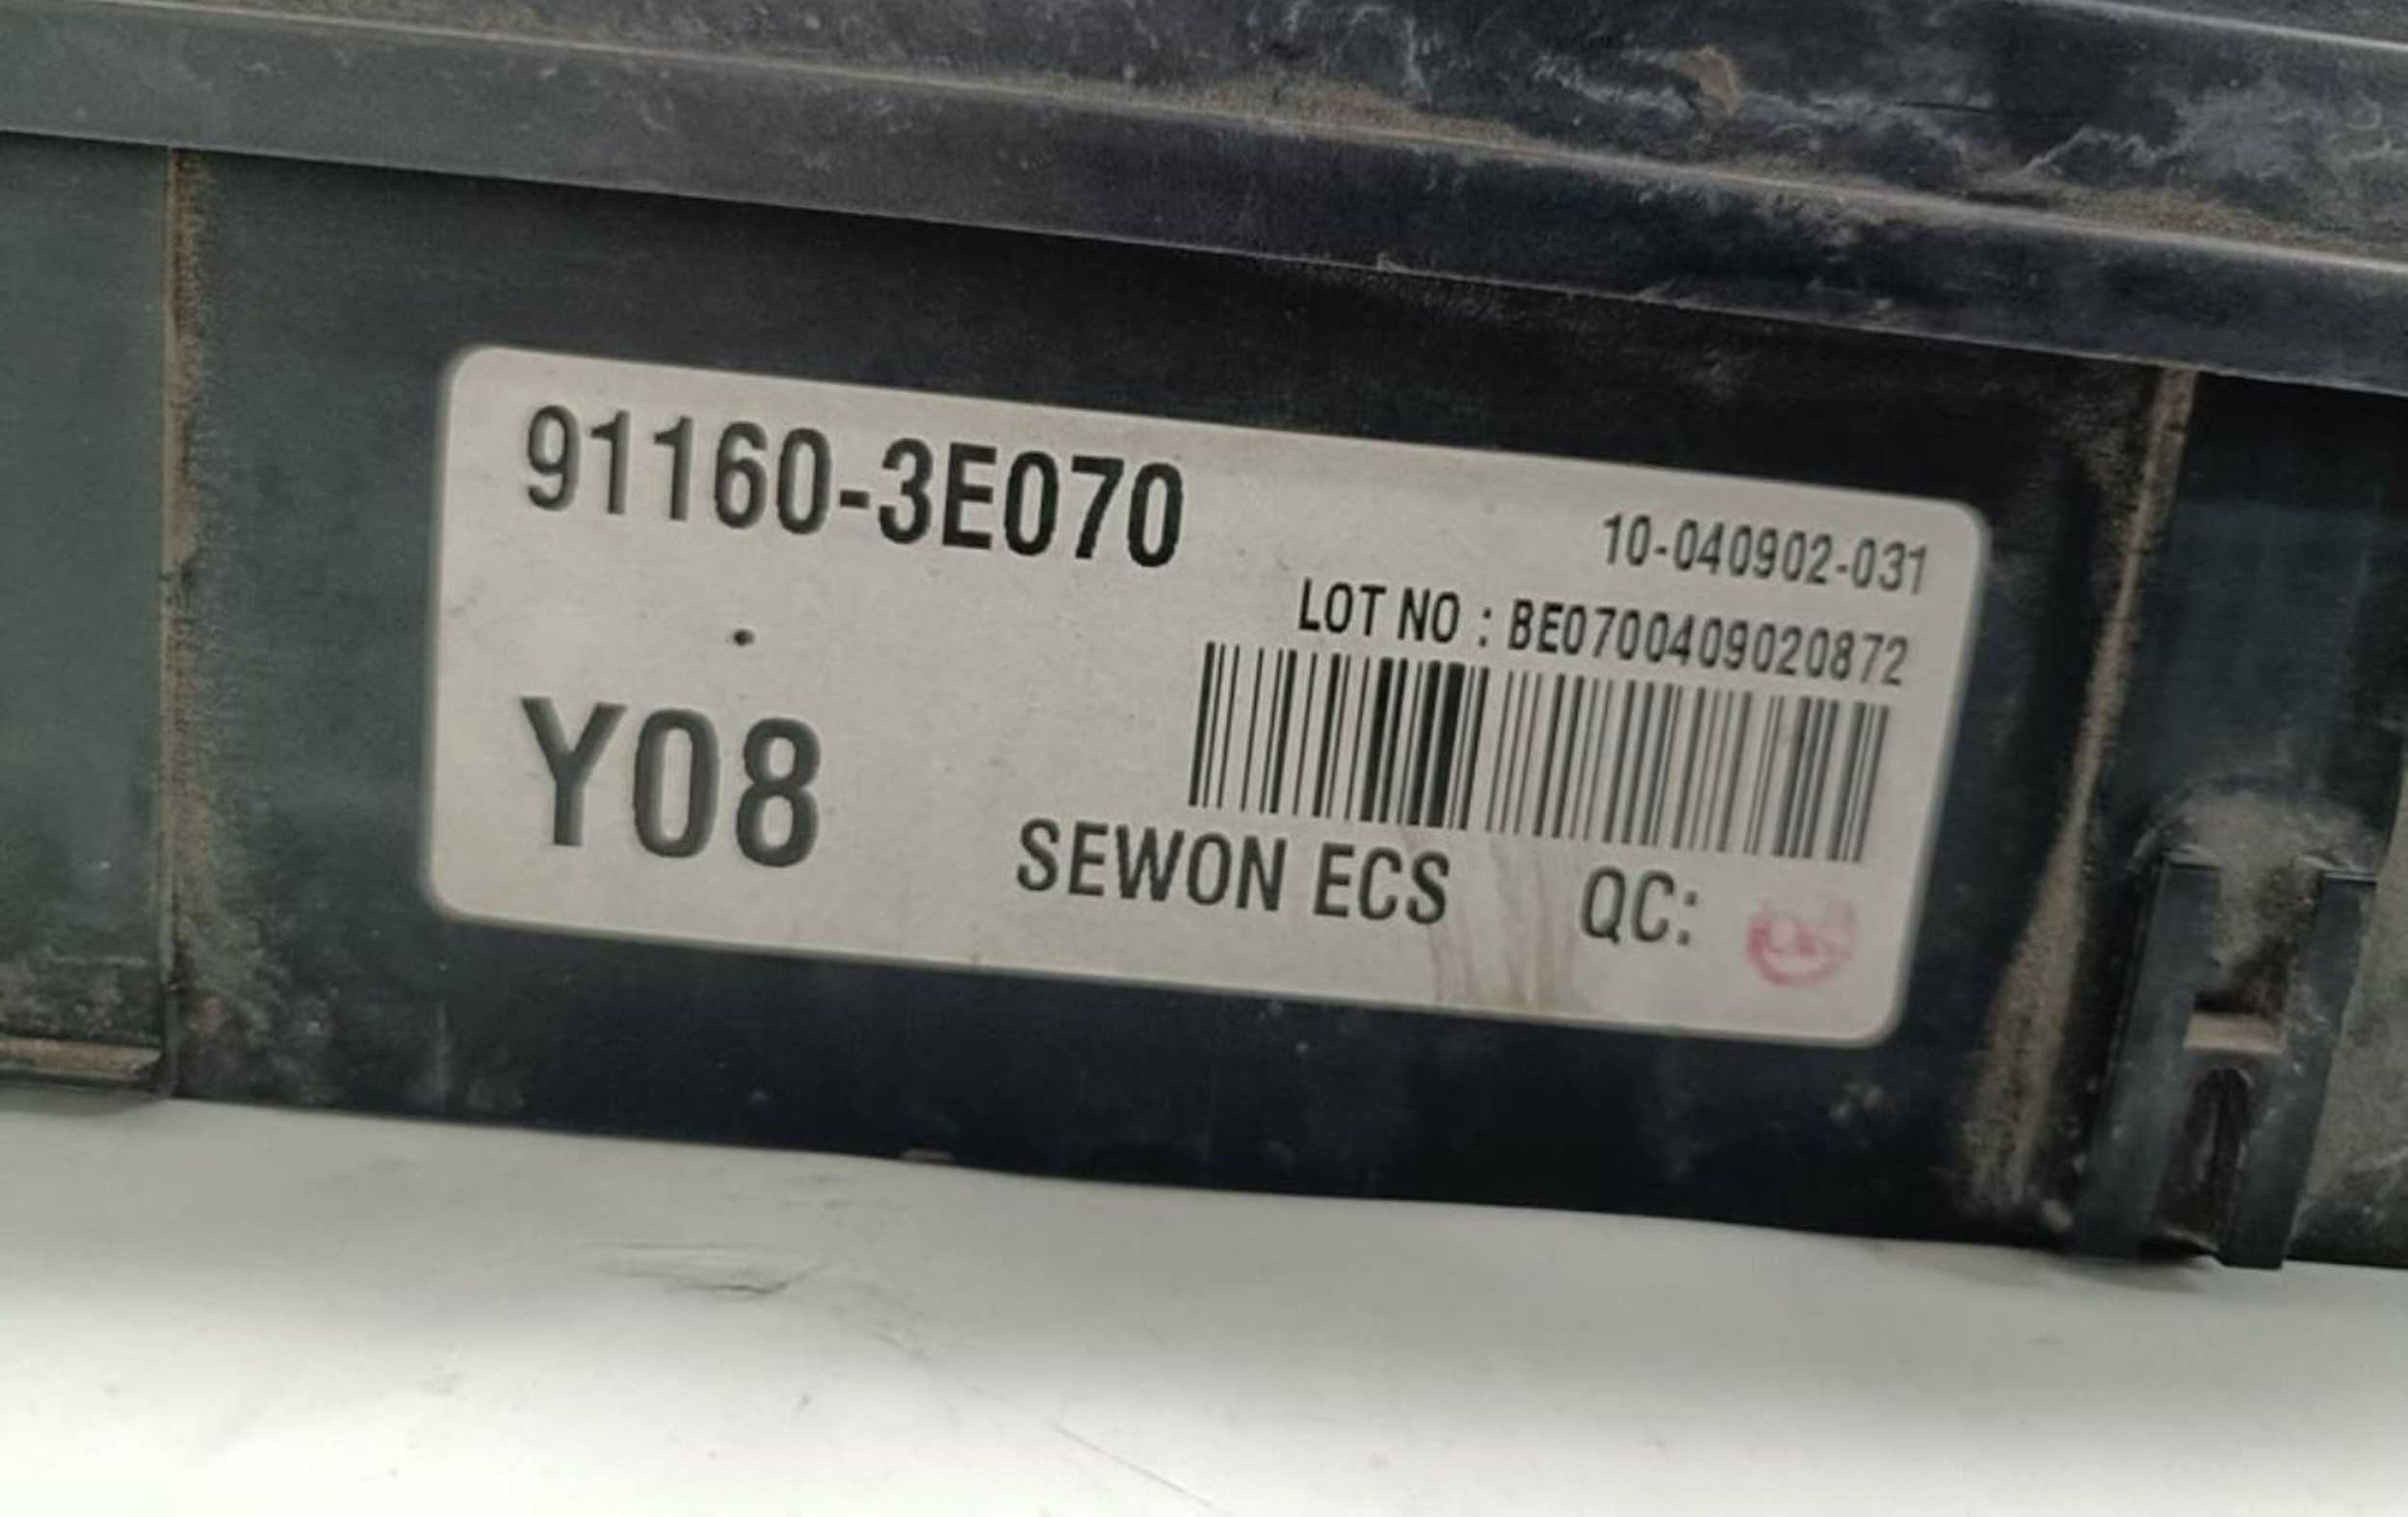 91160-3E070
10-040902-031
LOT NO : BE0700409020872
Y08
SEWON ECS QC: